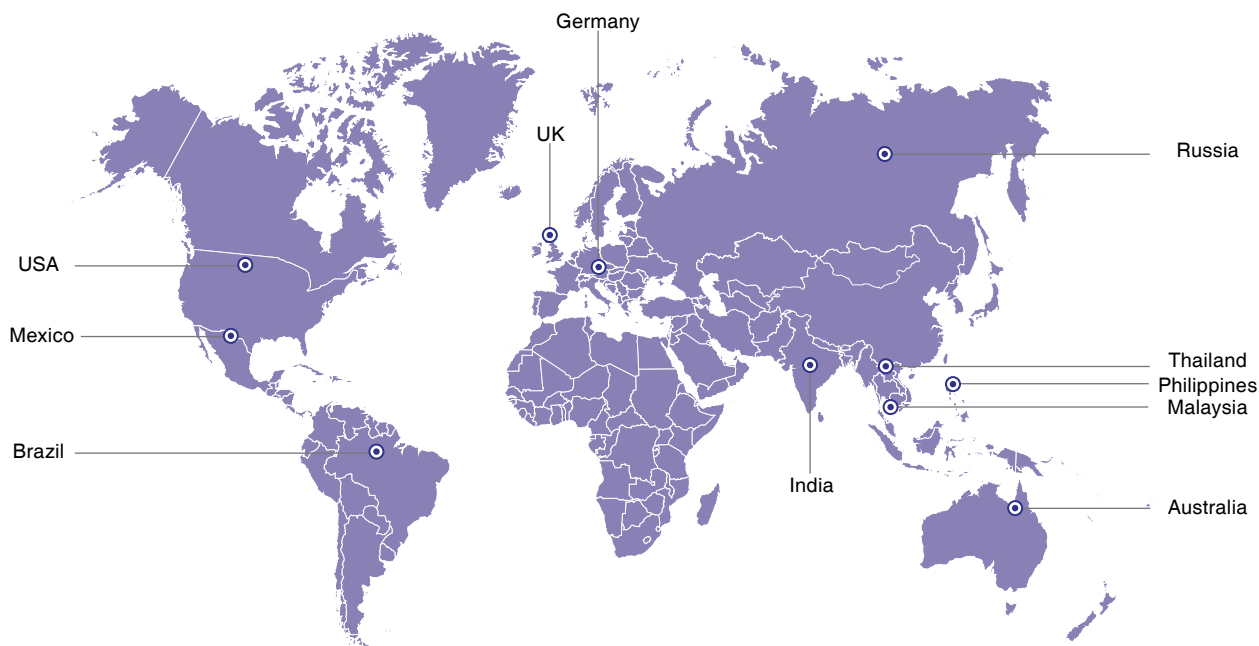 Germany
UK
Russia
USA
Mexico
Thailand
Philippines
Malaysia
Brazil
India
Australia